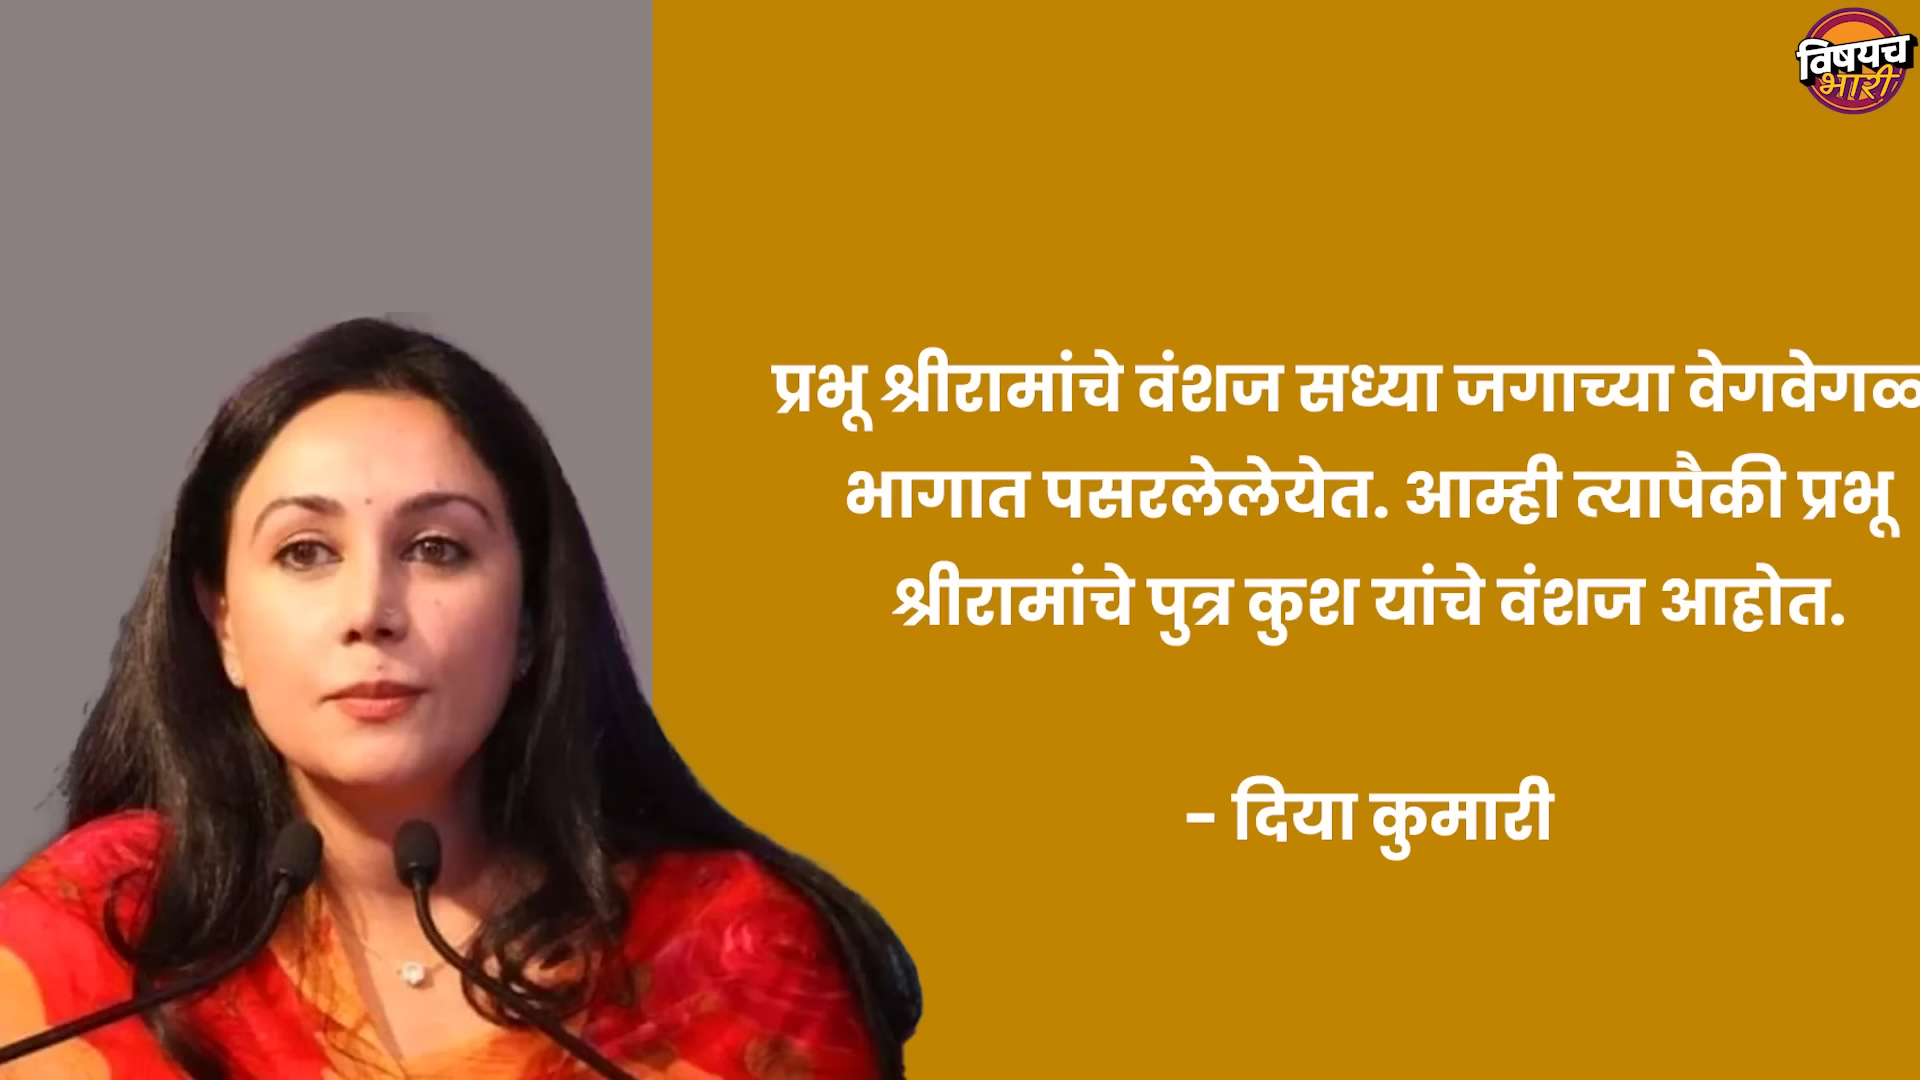 विषयच
भारी
प्रभू श्रीरामांचे वंशज सध्या जगाच्या वेगवेगळ
भागात पसरलेलेयेत. आम्ही त्यापैकी प्रभू
श्रीरामांचे पुत्र कुश यांचे वंशज आहोत.
- दिया कुमारी